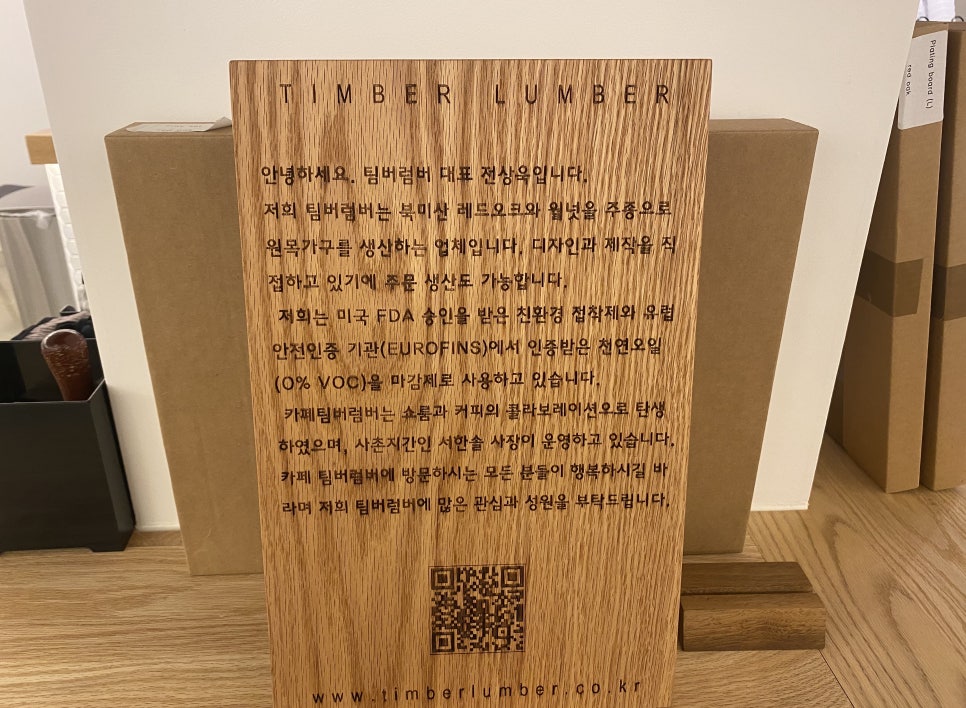 TIMBER LUMBER
안녕하세요. 팀버럼버 대표 전상욱입니다.
저희 팀버럼버는 북미산 레드오크와 월넛을 주종으로
원목가구를 생산하는 업체입니다. 디자인과 제작을 직
접하고 있기에 주문 생산도 가능합니다.
저희는 미국 FDA 승인을 받은 친환경 접착제와 유럽
안전인증 기관(EUROFINS)에서 인증받은 천연오일
(0% VOC)을 마감제로 사용하고 있습니다.
카페팀버럼버는 쇼룸과 커피의 콜라보레이션으로 탄생
하였으며, 사촌지간인 서한솔 사장이 운영하고 있습니다.
카페 팀버럼버에 방문하시는 모든 분들이 행복하시길 바
라며 저희 팀버럼버에 많은 관심과 성원을 부탁드립니다.
www.timberlumber.co.kr
Plating board (L)
red oak